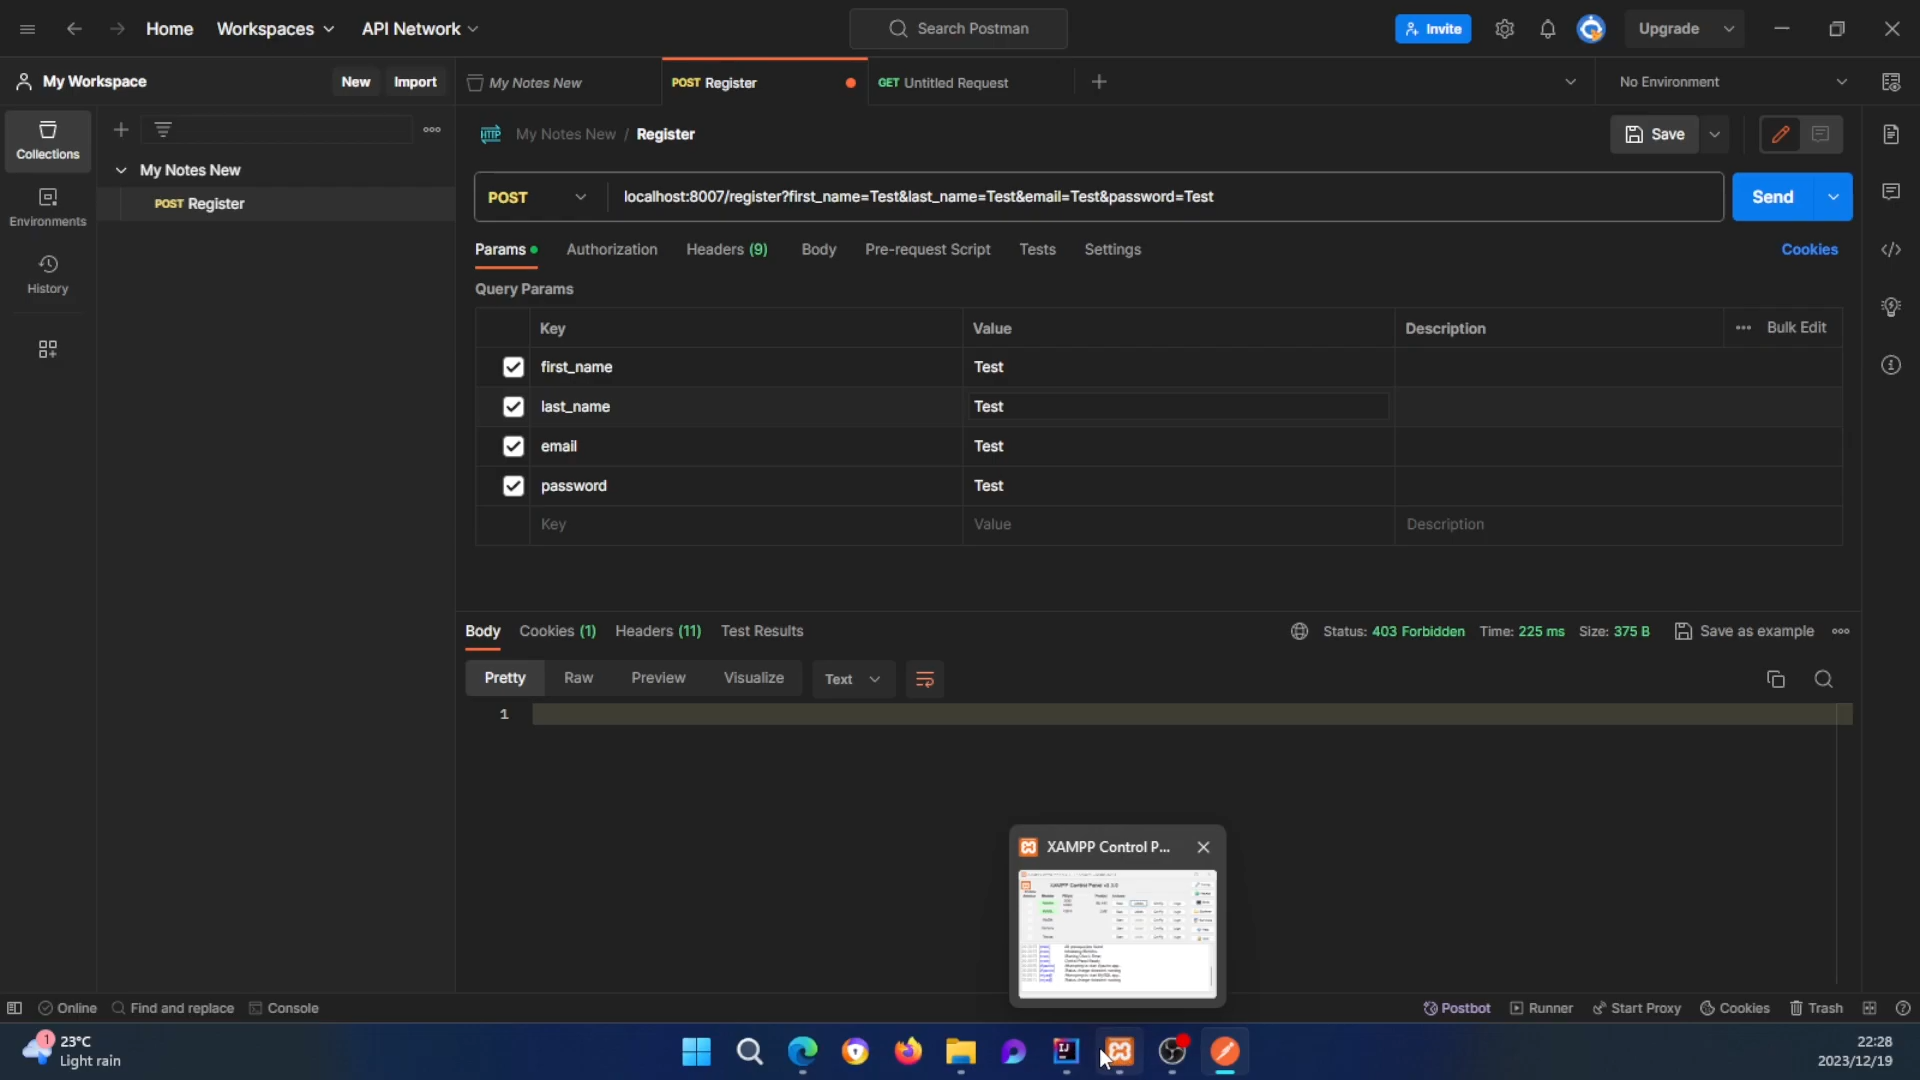 Home
Workspaces
API Network
Search Postman
Invite
Upgrade
My Workspace
New
Import
My Notes New
POST Register
GET Untitled Request
No Environment
Collections
Environments
History
My Notes New
POST Register
HTTP
My Notes New / Register
Save
POST
localhost:8007/register?first_name=Test&last_name=Test&email=Test&password=Test
Send
Params
Authorization
Headers (9)
Body
Pre-request Script
Tests
Settings
Cookies
Query Params
Key
Value
Description
Bulk Edit
first_name
Test
last_name
Test
email
Test
password
Test
Key
Value
Description
Body
Cookies (1)
Headers (11)
Test Results
Status: 403 Forbidden
Time: 225 ms
Size: 375 B
Save as example
Pretty
Raw
Preview
Visualize
Text
1
XAMPP Control P...
Online
Find and replace
Console
Postbot
Runner
Start Proxy
Cookies
Trash
1
23°C
Light rain
22:28
2023/12/19